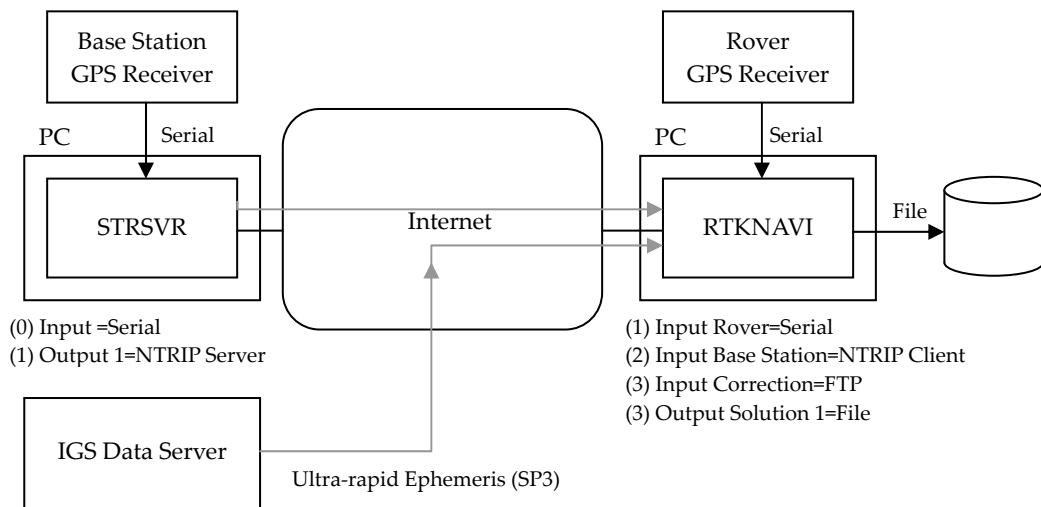 Base Station
GPS Receiver
Rover
GPS Receiver
PC
Serial
PC
Serial
STRSVR
Internet
RTKNAVI
File
(0) Input =Serial
(1) Output 1=NTRIP Server
(1) Input Rover=Serial
(2) Input Base Station=NTRIP Client
(3) Input Correction=FTP
(3) Output Solution 1=File
IGS Data Server
Ultra-rapid Ephemeris (SP3)